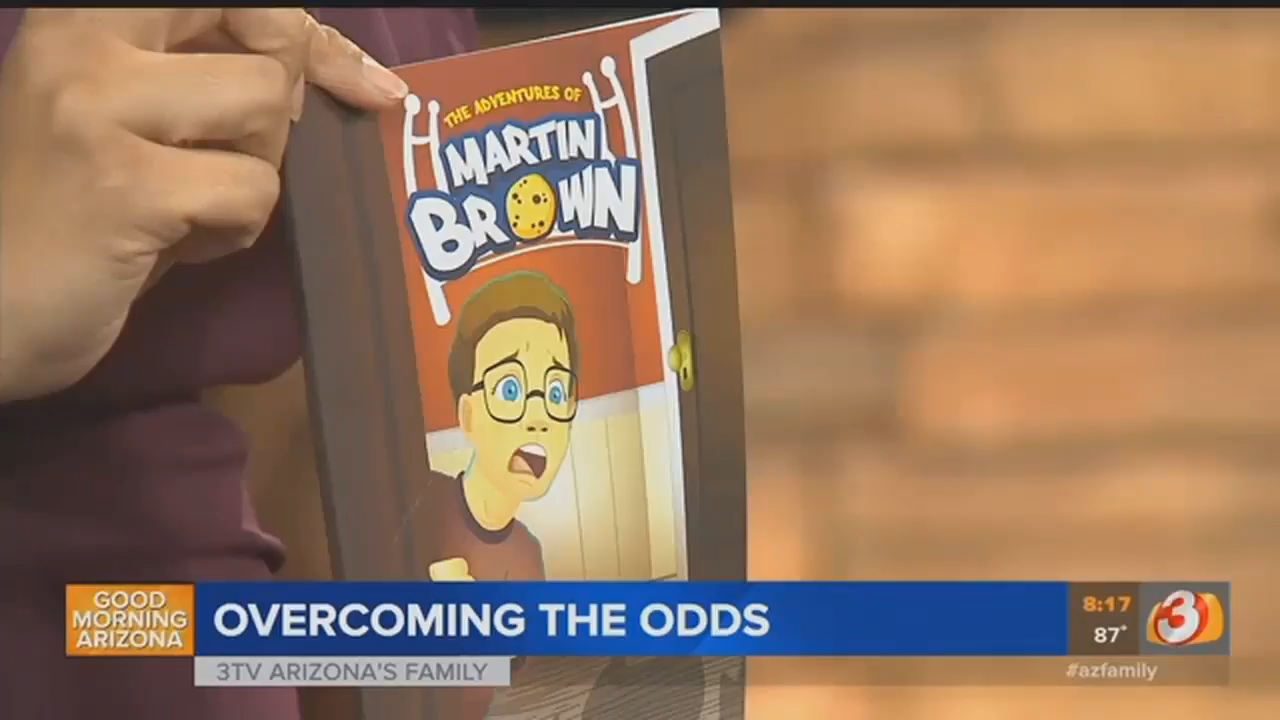 THE ADVENTURES OF
MARTIN
BROWN
GOOD
MORNING
ARIZONA
OVERCOMING THE ODDS
8:17
87°
3
3TV ARIZONA'S FAMILY
#azfamily